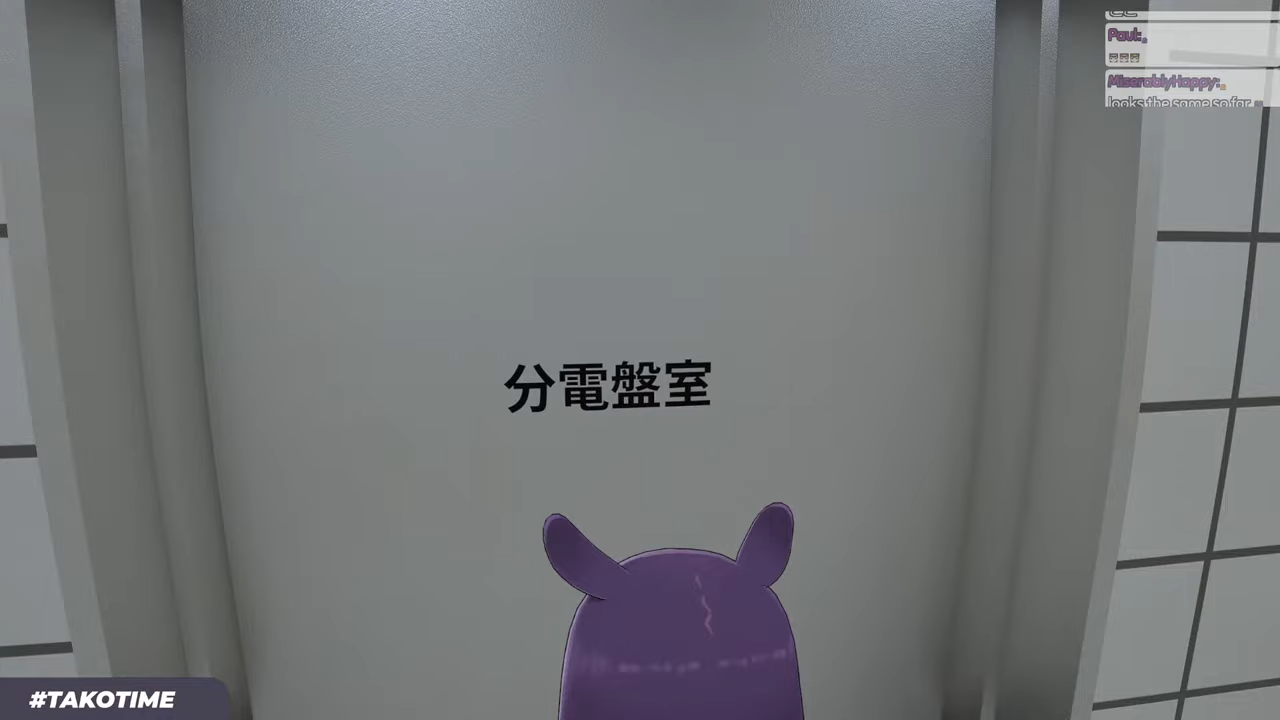 Paul:
MiserablyHappy:
looks the same so far
分電盤室
#TAKOTIME